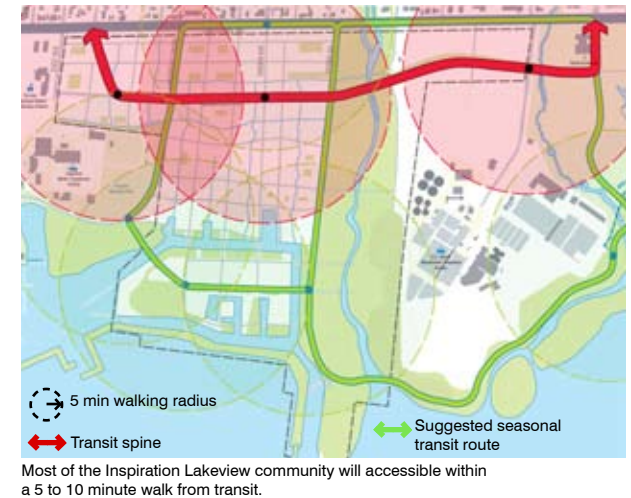 5 min walking radius
Transit spine
Suggested seasonal
transit route
Most of the Inspiration Lakeview community will accessible within
a 5 to 10 minute walk from transit.